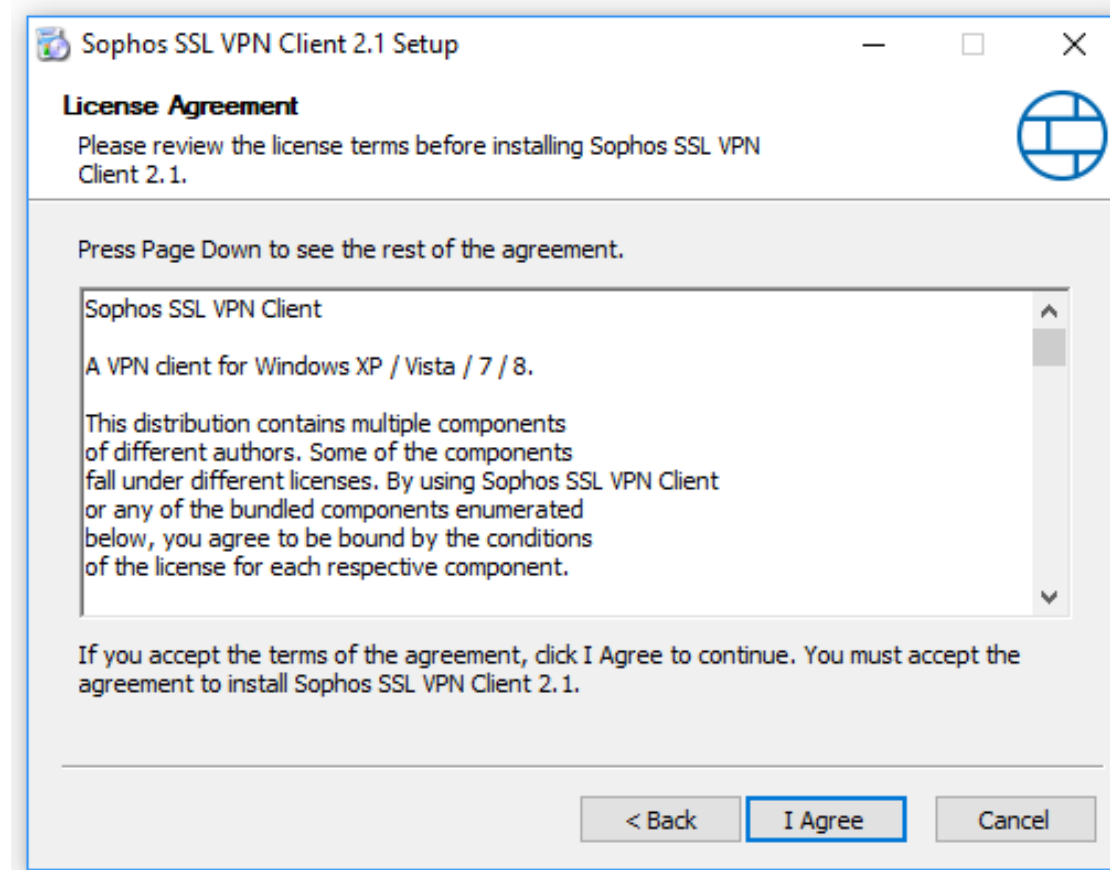 Sophos SSL VPN Client 2.1 Setup
License Agreement
Please review the license terms before installing Sophos SSL VPN
Client 2.1.
Press Page Down to see the rest of the agreement.
Sophos SSL VPN Client
A VPN client for Windows XP / Vista / 7 / 8.
This distribution contains multiple components
of different authors. Some of the components
fall under different licenses. By using Sophos SSL VPN Client
or any of the bundled components enumerated
below, you agree to be bound by the conditions
of the license for each respective component.
If you accept the terms of the agreement, click I Agree to continue. You must accept the
agreement to install Sophos SSL VPN Client 2.1.
< Back I Agree Cancel